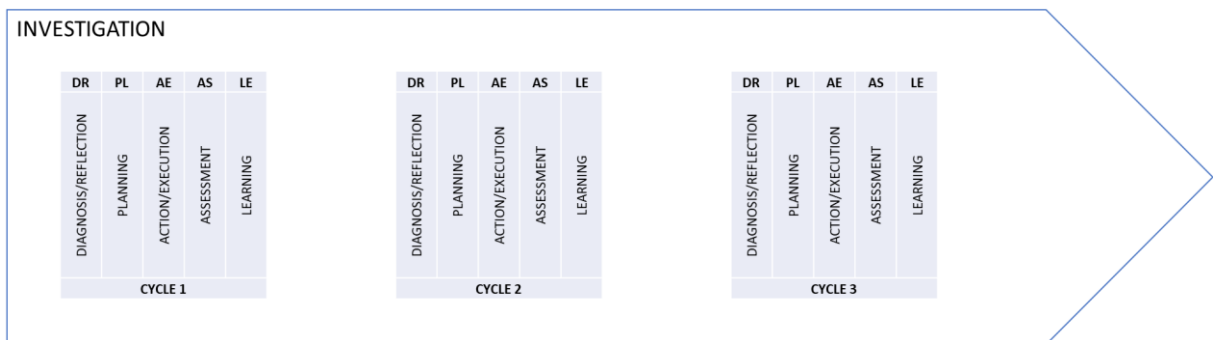 INVESTIGATION
DR PL AE AS LE
DIAGNOSIS/REFLECTION
PLANNING
ACTION/EXECUTION
ASSESSMENT
LEARNING
CYCLE 1
DR PL AE AS LE
DIAGNOSIS/REFLECTION
PLANNING
ACTION/EXECUTION
ASSESSMENT
LEARNING
CYCLE 2
DR PL AE AS LE
DIAGNOSIS/REFLECTION
PLANNING
ACTION/EXECUTION
ASSESSMENT
LEARNING
CYCLE 3